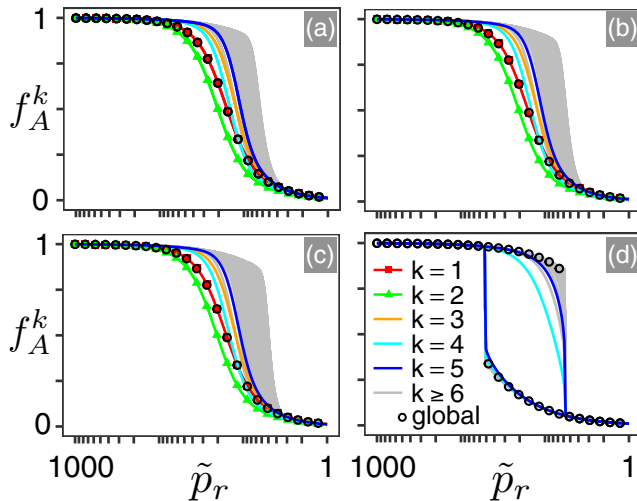 1
(a)
(b)
f_A^k
0
1
(c)
(d)
f_A^k
k = 1
k = 2
k = 3
k = 4
k = 5
k ≥ 6
global
0
1000
p̃_r
1
1000
p̃_r
1